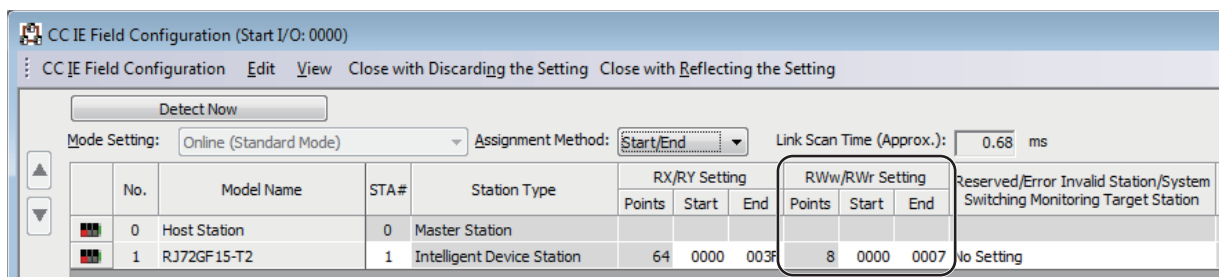 CC IE Field Configuration (Start I/O: 0000)
CC IE Field Configuration Edit View Close with Discarding the Setting Close with Reflecting the Setting
Detect Now
Mode Setting: Online (Standard Mode) Assignment Method: Start/End Link Scan Time (Approx.): 0.68 ms
No. Model Name STA# Station Type RX/RY Setting RWw/RWr Setting Reserved/Error Invalid Station/System
Points Start End Points Start End Switching Monitoring Target Station
0 Host Station 0 Master Station
1 RJ72GF15-T2 1 Intelligent Device Station 64 0000 003F 8 0000 0007 No Setting